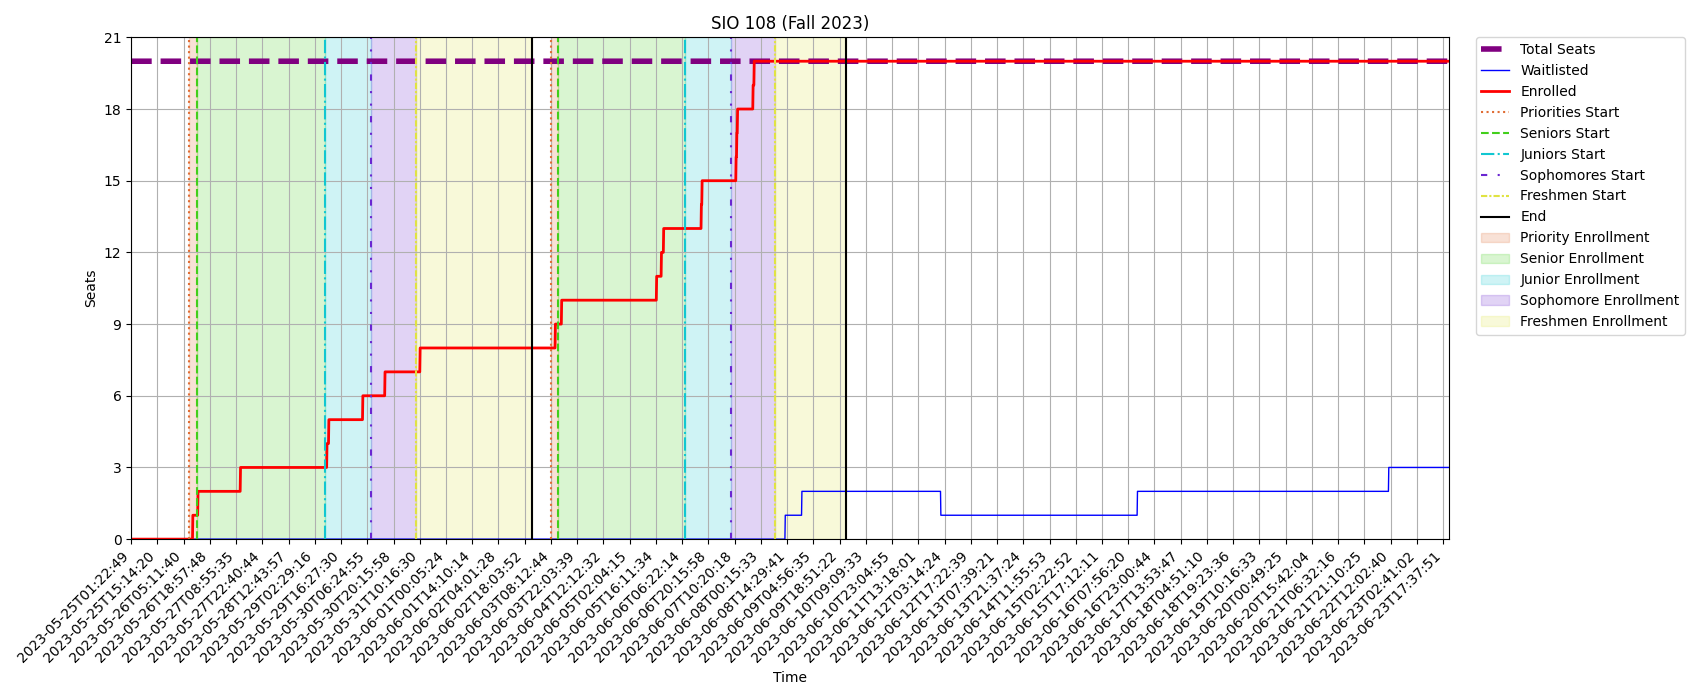 SIO 108 (Fall 2023)
21
18
15
12
9
6
3
0
Seats
2023-05-25T01:22:49
2023-05-25T15:14:20
2023-05-26T05:11:40
2023-05-26T18:57:48
2023-05-27T08:55:35
2023-05-27T22:40:44
2023-05-28T12:43:57
2023-05-29T02:29:16
2023-05-29T16:27:30
2023-05-30T06:24:55
2023-05-30T20:15:58
2023-05-31T10:16:30
2023-06-01T00:05:24
2023-06-01T14:10:14
2023-06-02T04:01:28
2023-06-02T18:03:52
2023-06-03T08:12:44
2023-06-03T22:03:39
2023-06-04T12:12:32
2023-06-05T02:04:15
2023-06-05T16:11:34
2023-06-06T06:22:14
2023-06-06T20:15:58
2023-06-07T10:20:18
2023-06-08T00:15:33
2023-06-08T14:29:41
2023-06-09T04:56:35
2023-06-09T18:51:22
2023-06-10T09:09:33
2023-06-10T23:04:55
2023-06-11T13:18:01
2023-06-12T03:14:24
2023-06-12T17:22:39
2023-06-13T07:39:21
2023-06-13T21:37:24
2023-06-14T11:55:53
2023-06-15T02:22:52
2023-06-15T17:12:11
2023-06-16T07:56:20
2023-06-16T23:00:44
2023-06-17T13:53:47
2023-06-18T04:51:10
2023-06-18T19:23:36
2023-06-19T10:16:33
2023-06-20T00:49:25
2023-06-20T15:42:04
2023-06-21T06:32:16
2023-06-21T21:10:25
2023-06-22T12:02:40
2023-06-23T02:41:02
2023-06-23T17:37:51
Time
Total Seats
Waitlisted
Enrolled
Priorities Start
Seniors Start
Juniors Start
Sophomores Start
Freshmen Start
End
Priority Enrollment
Senior Enrollment
Junior Enrollment
Sophomore Enrollment
Freshmen Enrollment